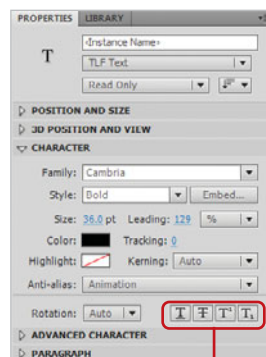 PROPERTIES LIBRARY
T
<Instance Name>
TLF Text
Read Only
POSITION AND SIZE
3D POSITION AND VIEW
CHARACTER
Family: Cambria
Style: Bold Embed...
Size: 36.0 pt Leading: 129 %
Color: Tracking: 0
Highlight: Kerning: Auto
Anti-alias: Animation
Rotation: Auto T T T¹ T₁
ADVANCED CHARACTER
PARAGRAPH